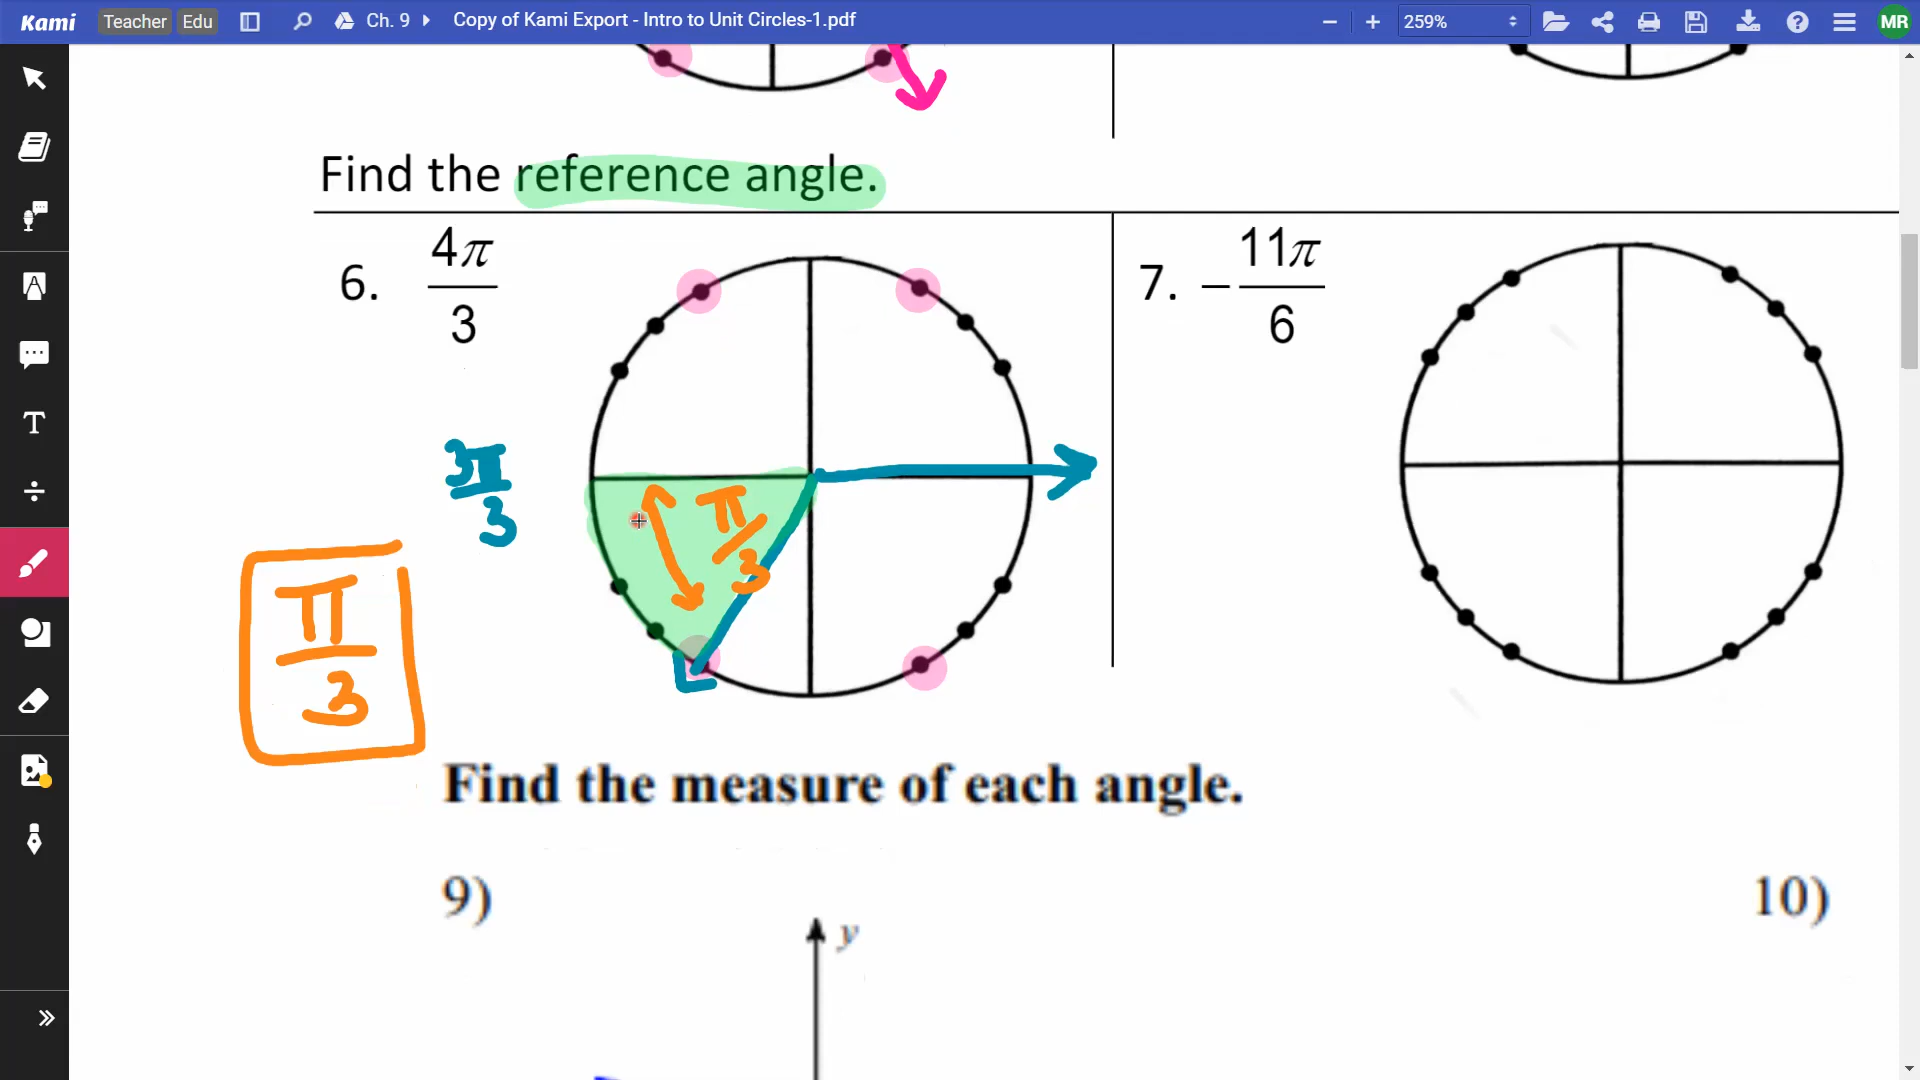 Kami Teacher Edu Ch. 9 Copy of Kami Export - Intro to Unit Circles-1.pdf 259% MR
Find the reference angle.
6. 4π
3
7. − 11π
6
3π
3
π
3
π
3
Find the measure of each angle.
9)
10)
y